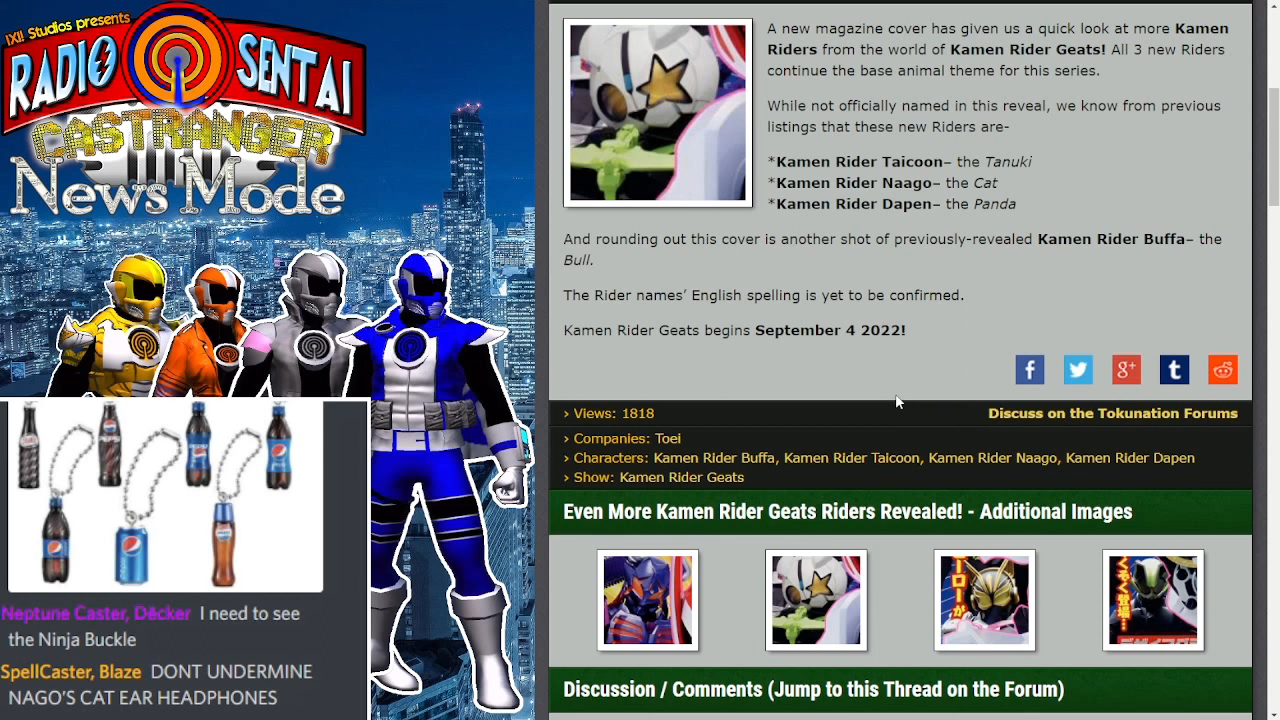 IXII Studios presents
RADIO SENTAI
CASTRANGER
News Mode
A new magazine cover has given us a quick look at more Kamen
Riders from the world of Kamen Rider Geats! All 3 new Riders
continue the base animal theme for this series.
While not officially named in this reveal, we know from previous
listings that these new Riders are-
*Kamen Rider Taicoon– the Tanuki
*Kamen Rider Naago– the Cat
*Kamen Rider Dapen– the Panda
And rounding out this cover is another shot of previously-revealed Kamen Rider Buffa– the
Bull.
The Rider names’ English spelling is yet to be confirmed.
Kamen Rider Geats begins September 4 2022!
› Views: 1818
Discuss on the Tokunation Forums
› Companies: Toei
› Characters: Kamen Rider Buffa, Kamen Rider Taicoon, Kamen Rider Naago, Kamen Rider Dapen
› Show: Kamen Rider Geats
Even More Kamen Rider Geats Riders Revealed! - Additional Images
Discussion / Comments (Jump to this Thread on the Forum)
Neptune Caster, Děcker I need to see
the Ninja Buckle
SpellCaster, Blaze DONT UNDERMINE
NAGO'S CAT EAR HEADPHONES